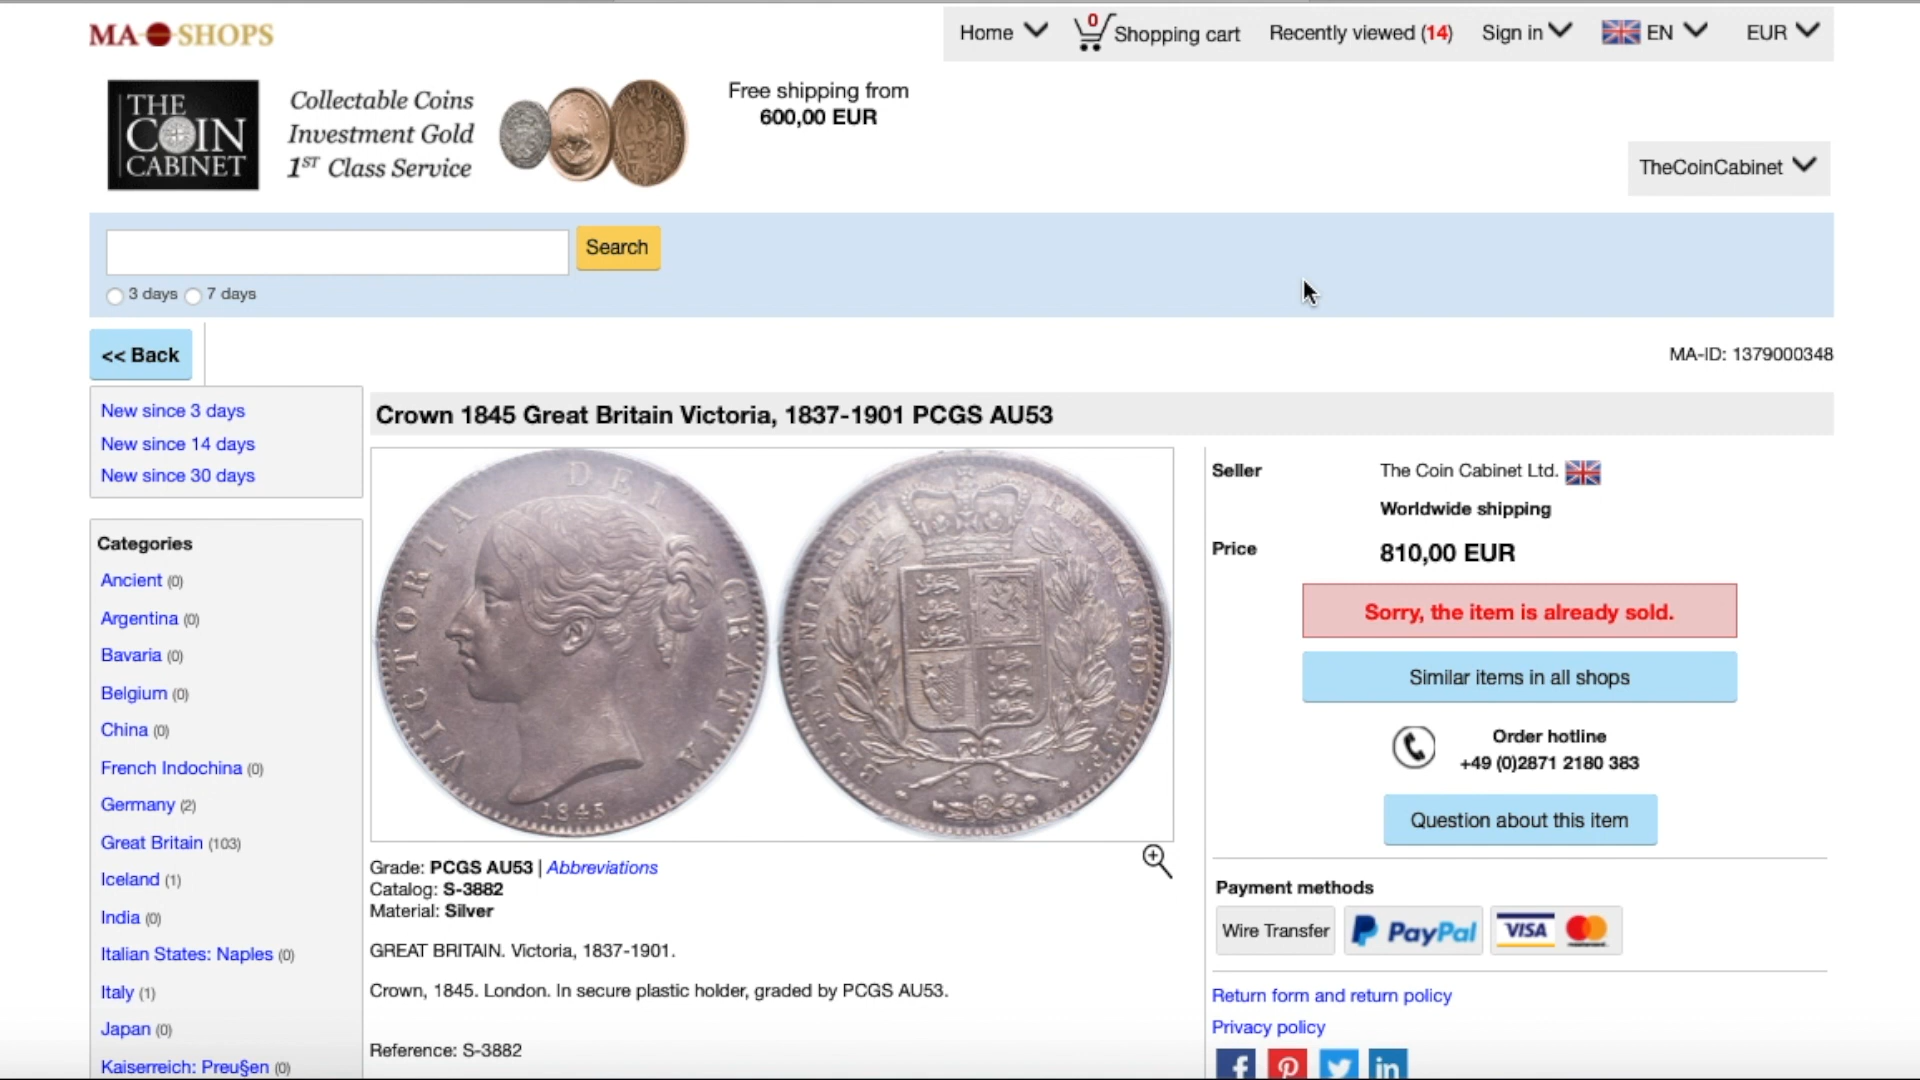 MA-SHOPS
Home
0
Shopping cart
Recently viewed (14)
Sign in
EN
EUR
THE
COIN
CABINET
Collectable Coins
Investment Gold
1ST Class Service
Free shipping from
600,00 EUR
TheCoinCabinet
Search
3 days
7 days
<< Back
MA-ID: 1379000348
New since 3 days
New since 14 days
New since 30 days
Categories
Ancient (0)
Argentina (0)
Bavaria (0)
Belgium (0)
China (0)
French Indochina (0)
Germany (2)
Great Britain (103)
Iceland (1)
India (0)
Italian States: Naples (0)
Italy (1)
Japan (0)
Kaiserreich: Preu§en (0)
Crown 1845 Great Britain Victoria, 1837-1901 PCGS AU53
VICTORIA DEI GRATIA
1845
BRITANNIARUM REGINA FID: DEF:
Grade: PCGS AU53 | Abbreviations
Catalog: S-3882
Material: Silver
GREAT BRITAIN. Victoria, 1837-1901.
Crown, 1845. London. In secure plastic holder, graded by PCGS AU53.
Reference: S-3882
Seller
The Coin Cabinet Ltd.
Worldwide shipping
Price
810,00 EUR
Sorry, the item is already sold.
Similar items in all shops
Order hotline
+49 (0)2871 2180 383
Question about this item
Payment methods
Wire Transfer
PayPal
VISA
mastercard
Return form and return policy
Privacy policy